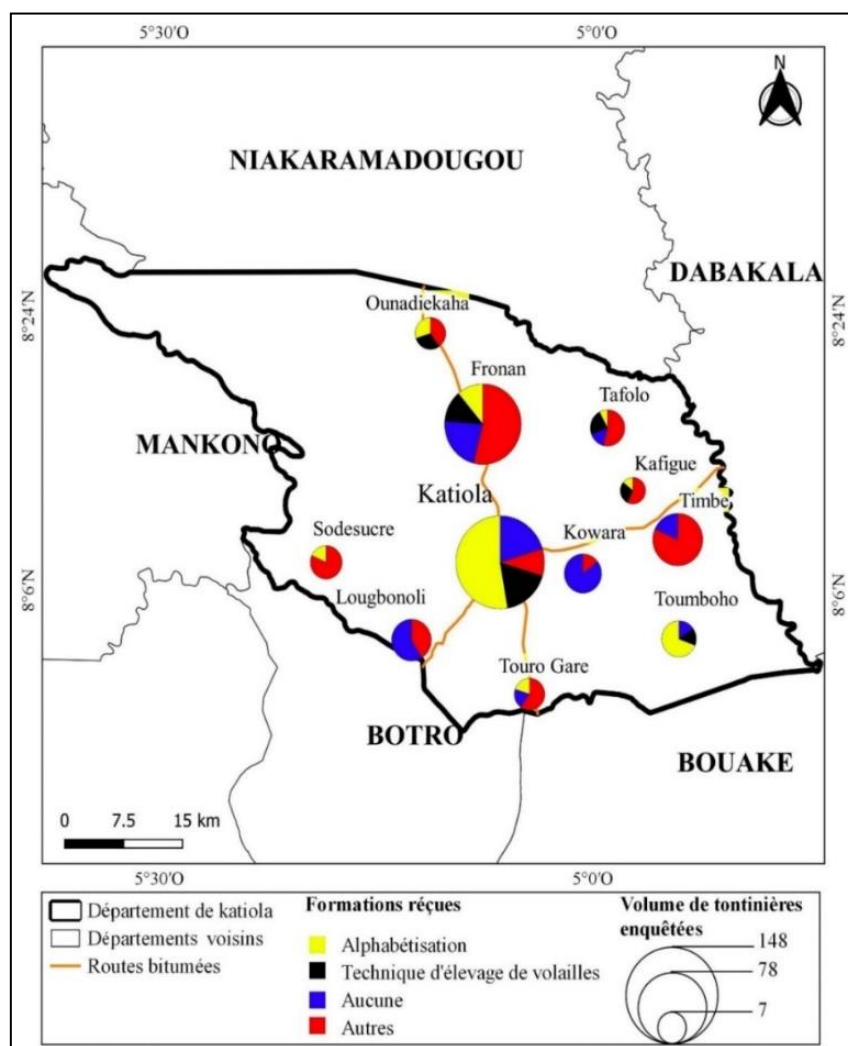 5°30'O 5°0'O
N
NIAKARAMADOUGOU
DABAKALA
8°24'N 8°24'N
Ounadiekaha
Fronan
Tafolo
MANKONO
Kafigue
Katiola
Timbe
Sodesucre
Kowara
8°6'N 8°6'N
Lougbonoli
Toumboho
Touro Gare
BOTRO
BOUAKE
0 7.5 15 km
5°30'O 5°0'O
Département de katiola
Départements voisins
Routes bitumées
Formations réçues
Alphabétisation
Technique d'élevage de volailles
Aucune
Autres
Volume de tontinières
enquêtées
148
78
7